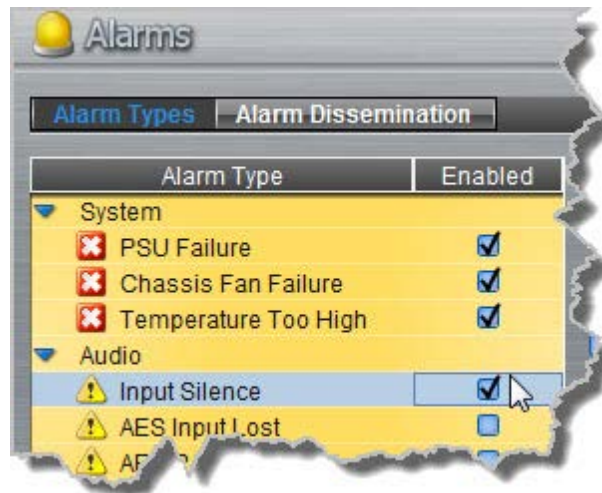 Alarms
Alarm Types Alarm Dissemination
Alarm Type Enabled
System
PSU Failure
Chassis Fan Failure
Temperature Too High
Audio
Input Silence
AES Input Lost